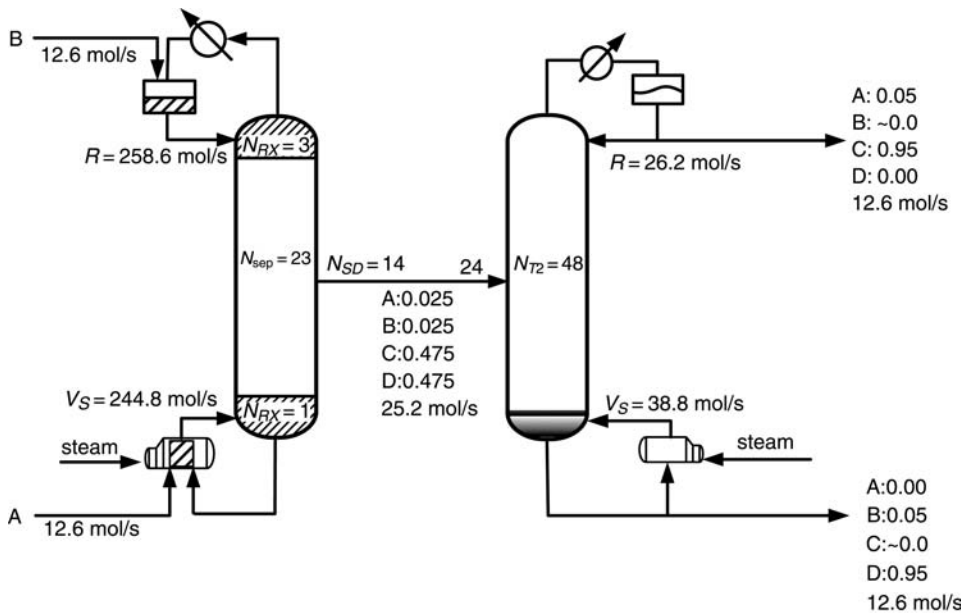 B
12.6 mol/s
R = 258.6 mol/s
N_RX = 3
N_sep = 23
N_SD = 14
24
A:0.025
B:0.025
C:0.475
D:0.475
25.2 mol/s
V_S = 244.8 mol/s
N_RX = 1
steam
A
12.6 mol/s
R = 26.2 mol/s
A: 0.05
B: ~0.0
C: 0.95
D: 0.00
12.6 mol/s
N_T2 = 48
V_S = 38.8 mol/s
steam
A:0.00
B:0.05
C:~0.0
D:0.95
12.6 mol/s